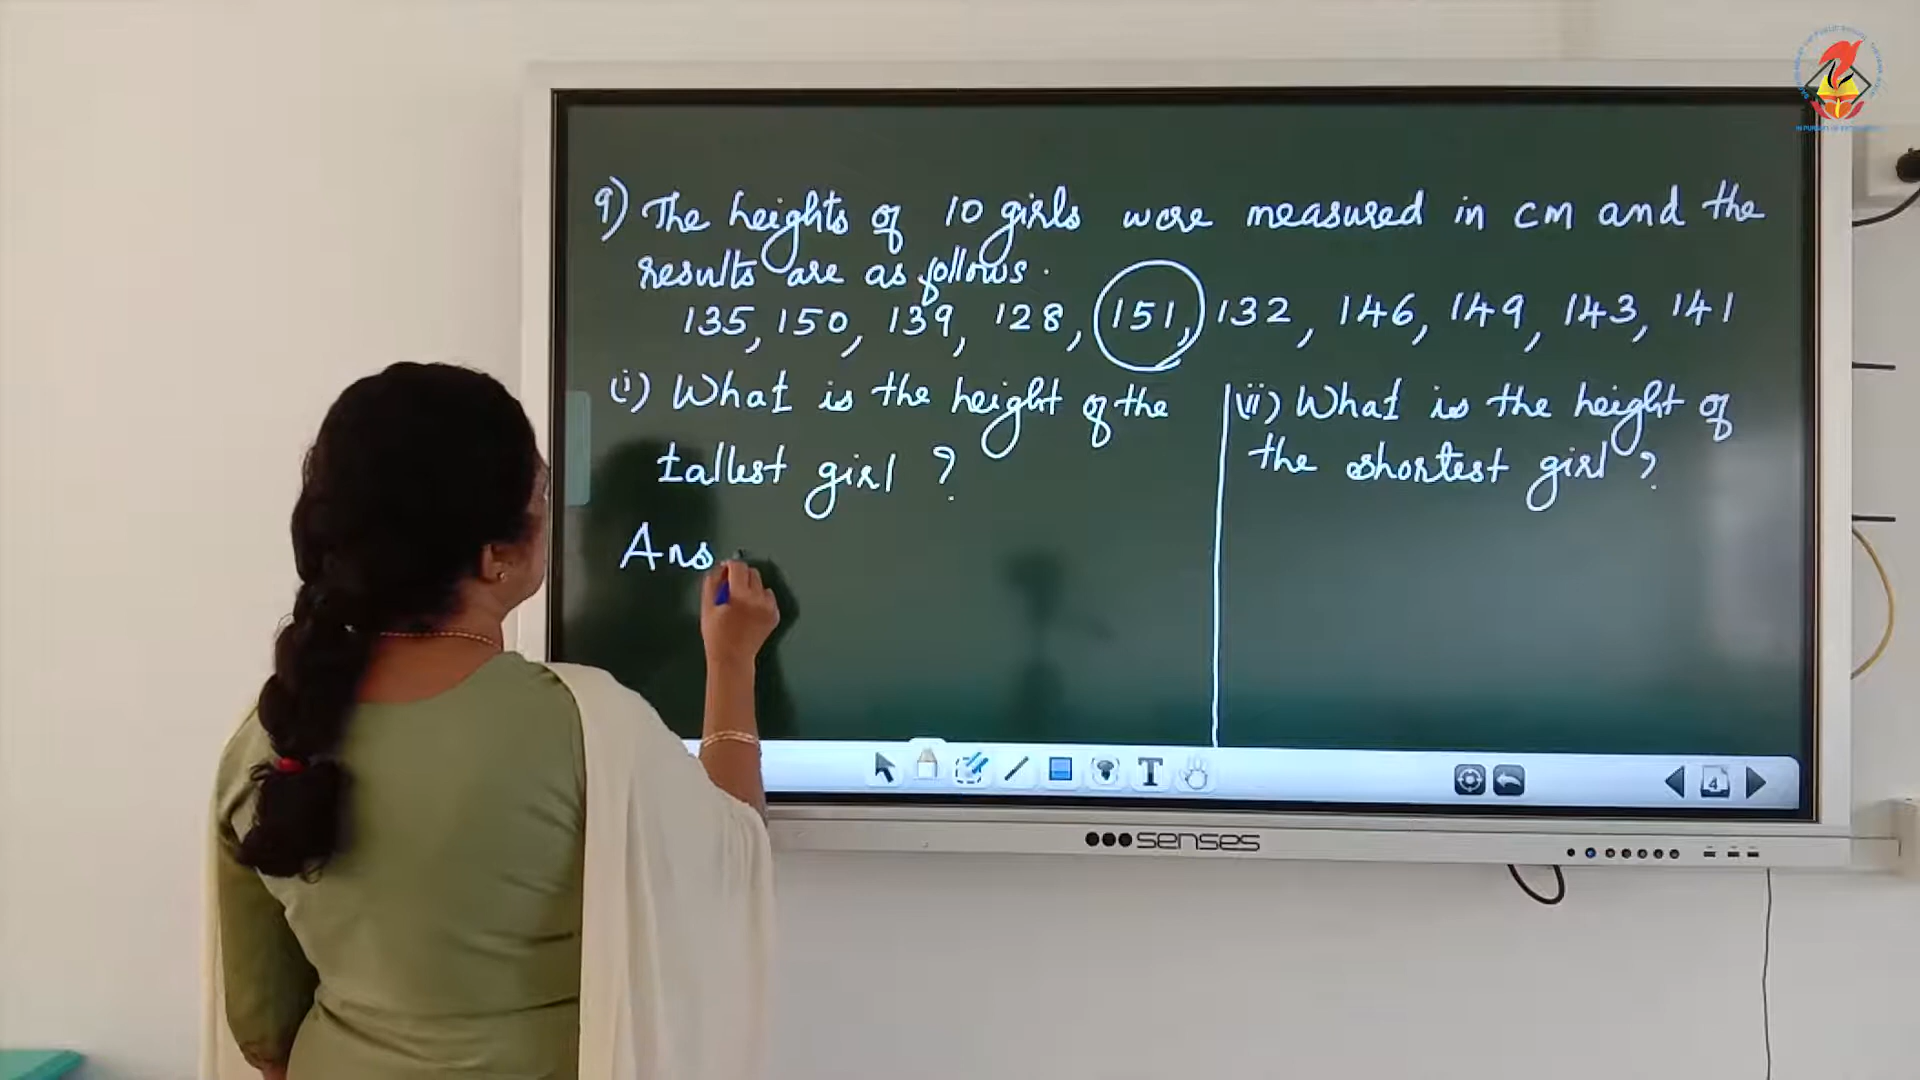 9) The heights of 10 girls were measured in cm and the
results are as follows.
135, 150, 139, 128, 151, 132, 146, 149, 143, 141
(i) What is the height of the
tallest girl ?
Ans
(ii) What is the height of
the shortest girl ?
T
4
senses